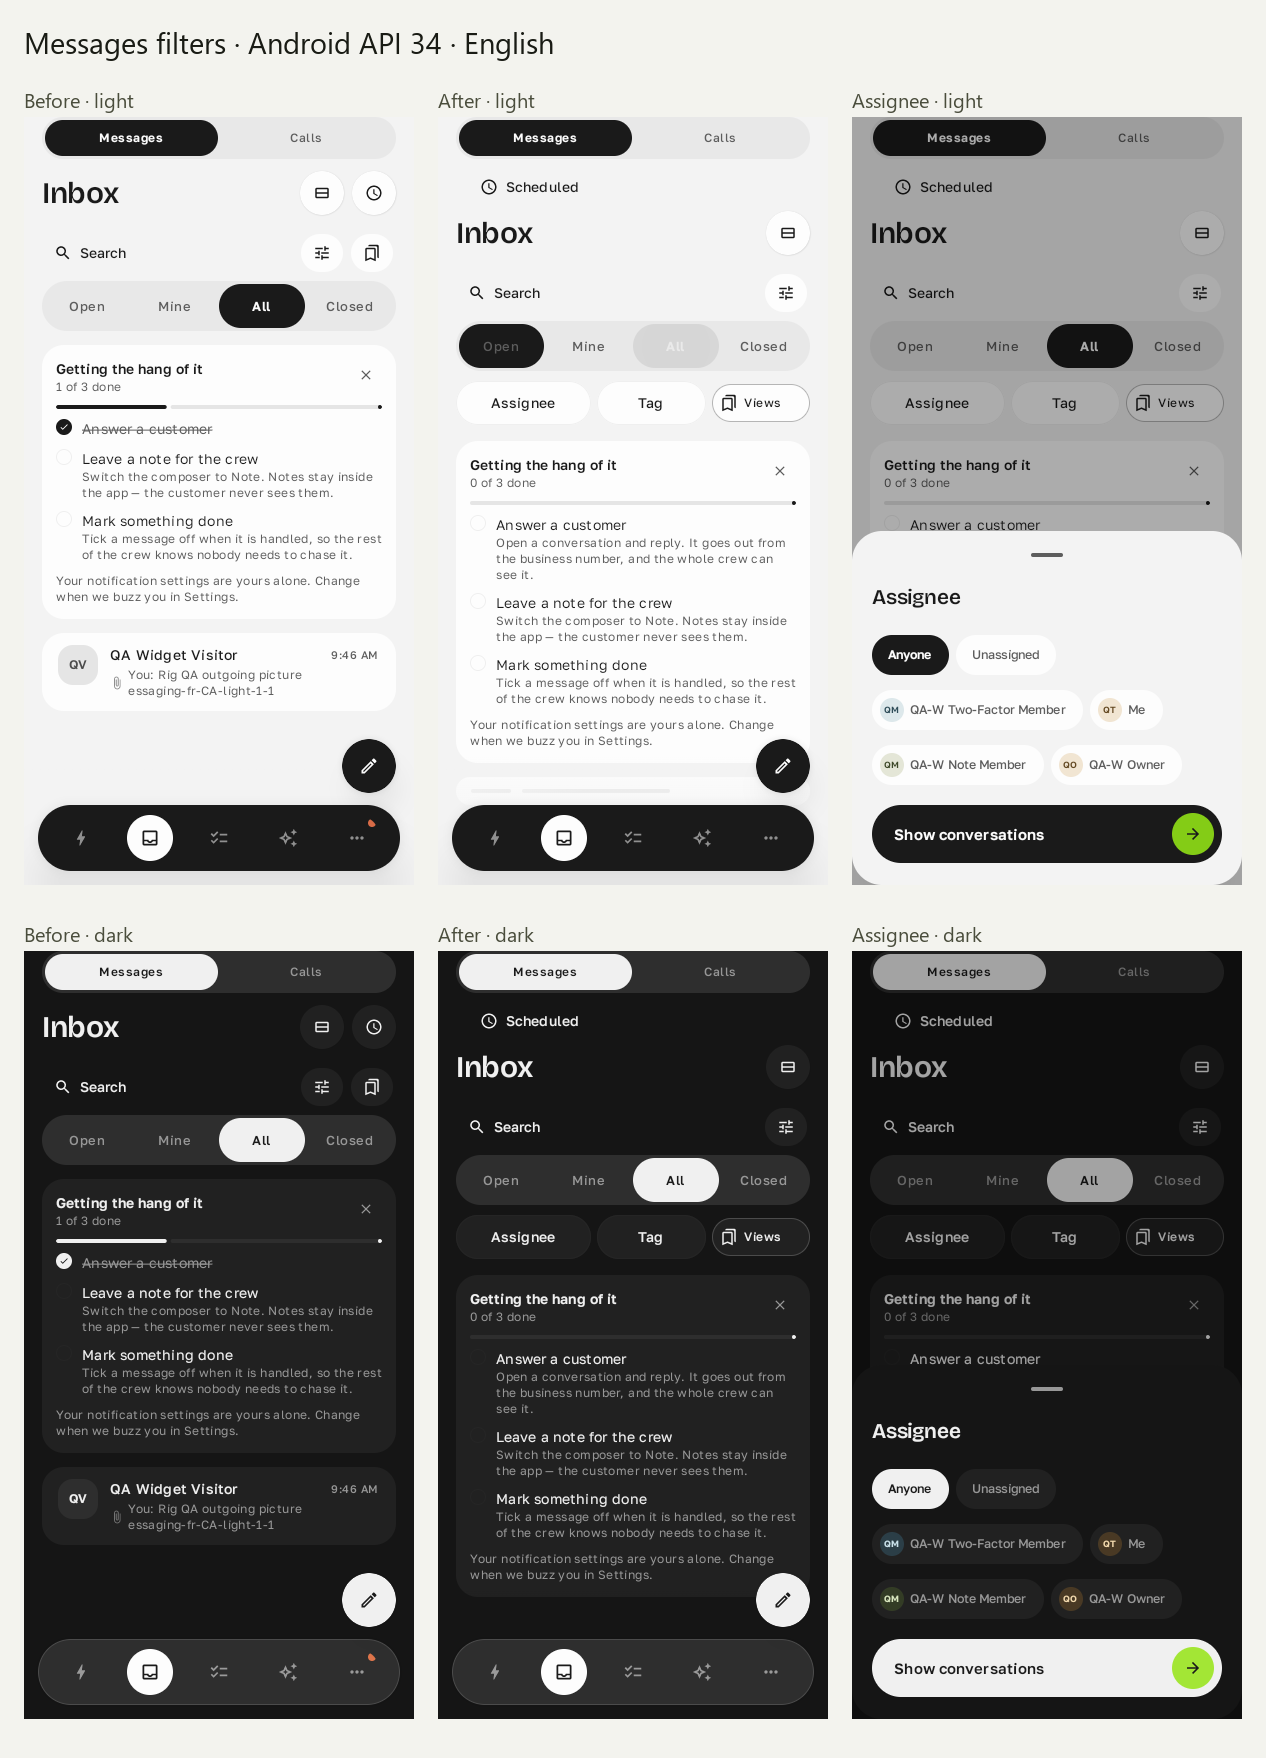 Messages filters · Android API 34 · English
Before · light
Messages
Calls
Inbox
Search
Open
Mine
All
Closed
Getting the hang of it
1 of 3 done
Answer a customer
Leave a note for the crew
Switch the composer to Note. Notes stay inside
the app — the customer never sees them.
Mark something done
Tick a message off when it is handled, so the rest
of the crew knows nobody needs to chase it.
Your notification settings are yours alone. Change
when we buzz you in Settings.
QV
QA Widget Visitor
9:46 AM
You: Rig QA outgoing picture
essaging-fr-CA-light-1-1
After · light
Messages
Calls
Scheduled
Inbox
Search
Open
Mine
All
Closed
Assignee
Tag
Views
Getting the hang of it
0 of 3 done
Answer a customer
Open a conversation and reply. It goes out from
the business number, and the whole crew can
see it.
Leave a note for the crew
Switch the composer to Note. Notes stay inside
the app — the customer never sees them.
Mark something done
Tick a message off when it is handled, so the rest
of the crew knows nobody needs to chase it.
Your notification settings are yours alone. Change
when we buzz you in Settings.
Assignee · light
Messages
Calls
Scheduled
Inbox
Search
Open
Mine
All
Closed
Assignee
Tag
Views
Getting the hang of it
0 of 3 done
Answer a customer
Assignee
Anyone
Unassigned
QM
QA-W Two-Factor Member
QT
Me
QM
QA-W Note Member
QO
QA-W Owner
Show conversations
Before · dark
Messages
Calls
Inbox
Search
Open
Mine
All
Closed
Getting the hang of it
1 of 3 done
Answer a customer
Leave a note for the crew
Switch the composer to Note. Notes stay inside
the app — the customer never sees them.
Mark something done
Tick a message off when it is handled, so the rest
of the crew knows nobody needs to chase it.
Your notification settings are yours alone. Change
when we buzz you in Settings.
QV
QA Widget Visitor
9:46 AM
You: Rig QA outgoing picture
essaging-fr-CA-light-1-1
After · dark
Messages
Calls
Scheduled
Inbox
Search
Open
Mine
All
Closed
Assignee
Tag
Views
Getting the hang of it
0 of 3 done
Answer a customer
Open a conversation and reply. It goes out from
the business number, and the whole crew can
see it.
Leave a note for the crew
Switch the composer to Note. Notes stay inside
the app — the customer never sees them.
Mark something done
Tick a message off when it is handled, so the rest
of the crew knows nobody needs to chase it.
Your notification settings are yours alone. Change
when we buzz you in Settings.
Assignee · dark
Messages
Calls
Scheduled
Inbox
Search
Open
Mine
All
Closed
Assignee
Tag
Views
Getting the hang of it
0 of 3 done
Answer a customer
Assignee
Anyone
Unassigned
QM
QA-W Two-Factor Member
QT
Me
QM
QA-W Note Member
QO
QA-W Owner
Show conversations